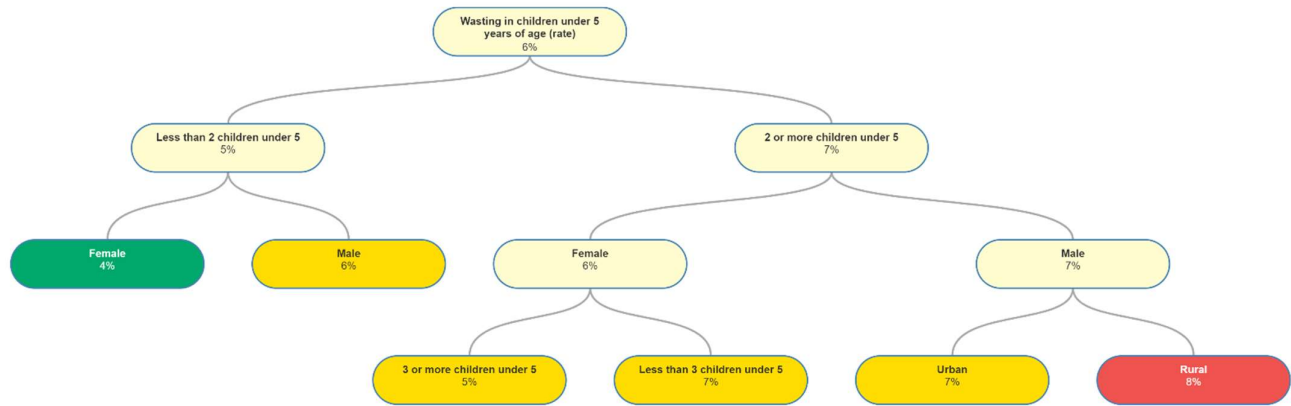 Wasting in children under 5
years of age (rate)
6%
Less than 2 children under 5
5%
2 or more children under 5
7%
Female
4%
Male
6%
Female
6%
Male
7%
3 or more children under 5
5%
Less than 3 children under 5
7%
Urban
7%
Rural
8%